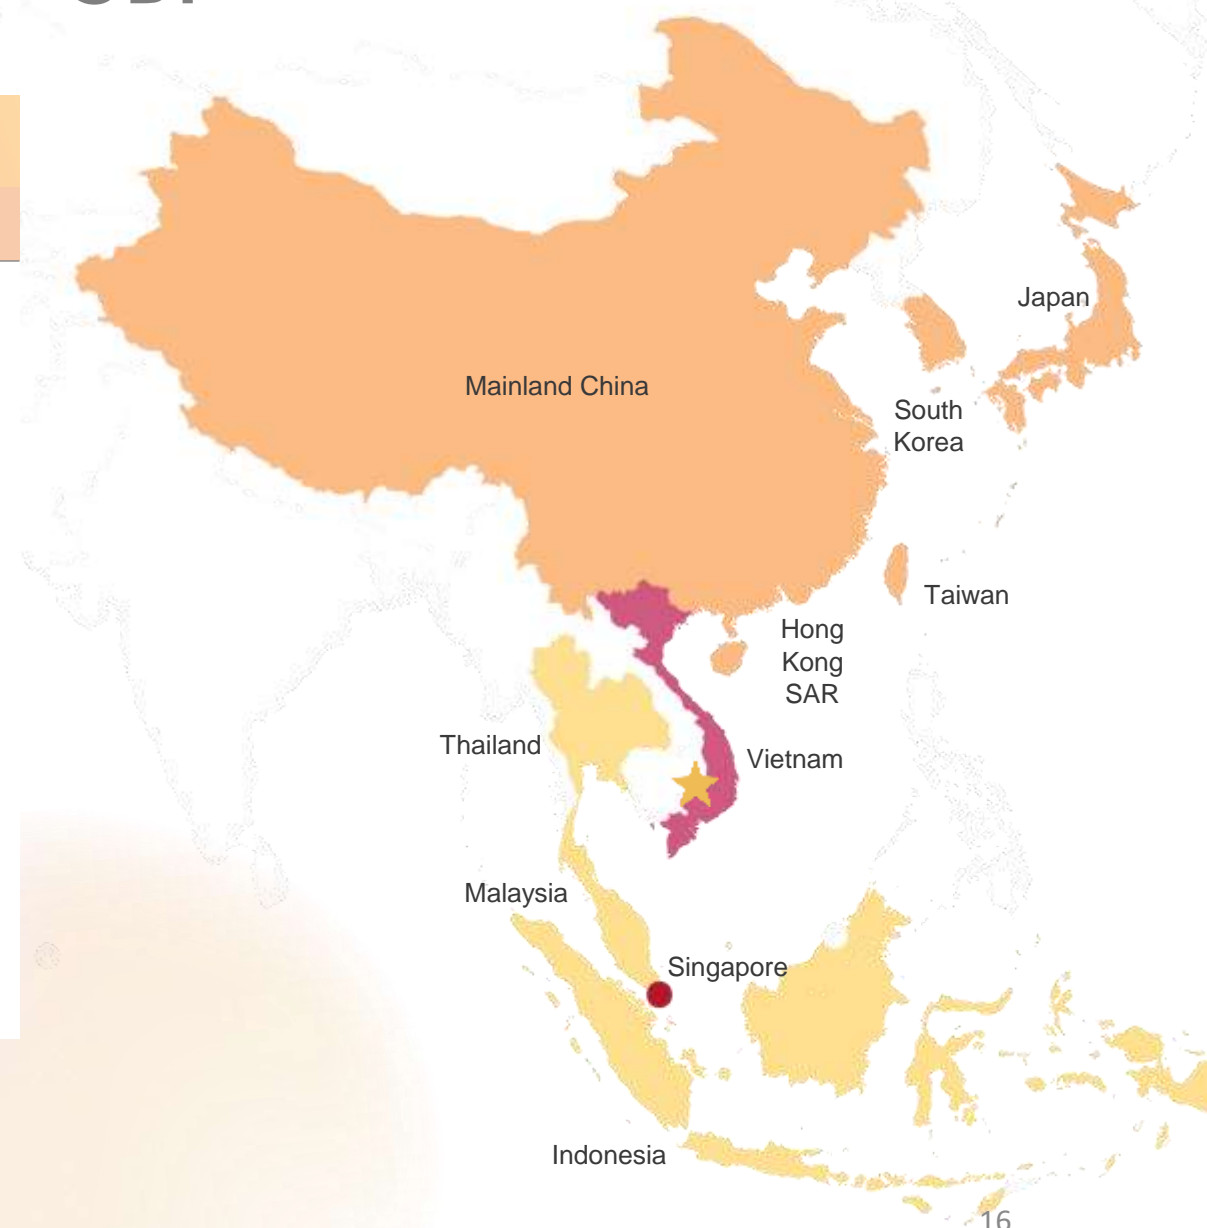 Japan
Mainland China
South
Korea
Taiwan
Hong
Kong
SAR
Thailand
Vietnam
Malaysia
Singapore
Indonesia
16